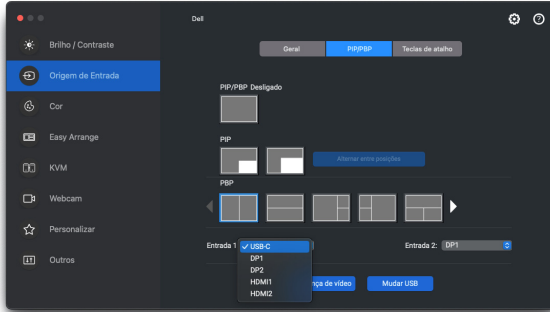 Dell
Brilho / Contraste
Origem de Entrada
Cor
Easy Arrange
KVM
Webcam
Personalizar
Outros
Geral
PIP/PBP
Teclas de atalho
PIP/PBP Desligado
PIP
Alternar entre posições
PBP
Entrada 1:
✓ USB-C
DP1
DP2
HDMI1
HDMI2
Entrada 2: DP1
de vídeo
Mudar USB